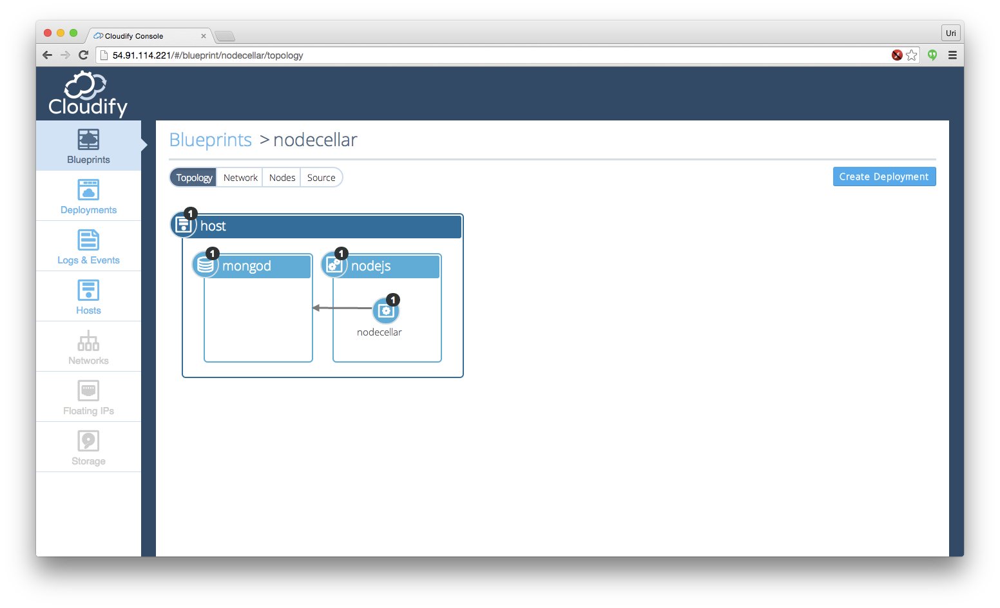 Cloudify Console
Uri
54.91.114.221/#/blueprint/nodecellar/topology
Cloudify
Blueprints
Deployments
Logs & Events
Hosts
Networks
Floating IPs
Storage
Blueprints > nodecellar
Topology Network Nodes Source
Create Deployment
1
host
1
mongod
1
nodejs
1
nodecellar